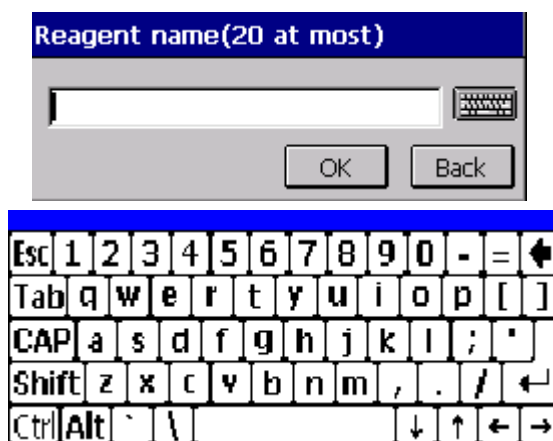 Reagent name(20 at most)
OK Back
Esc 1 2 3 4 5 6 7 8 9 0 - = ←
Tab q w e r t y u i o p [ ]
CAP a s d f g h j k l ; '
Shift z x c v b n m , . / ↵
Ctrl Alt ` \ ↓ ↑ ← →